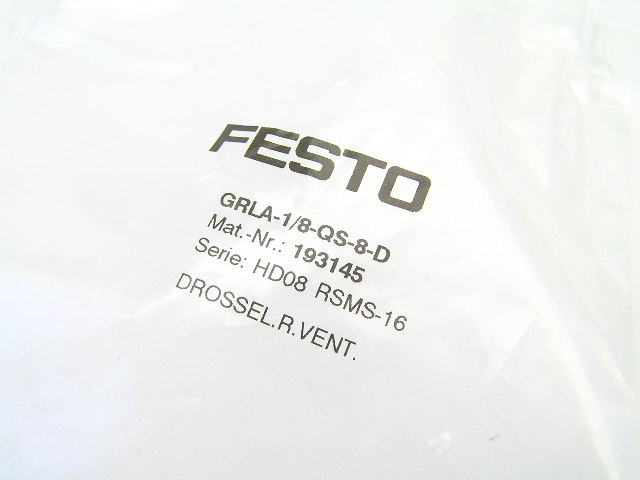 FESTO
GRLA-1/8-QS-8-D
Mat.-Nr.: 193145
Serie: HD08 RSMS-16
DROSSEL.R.VENT.